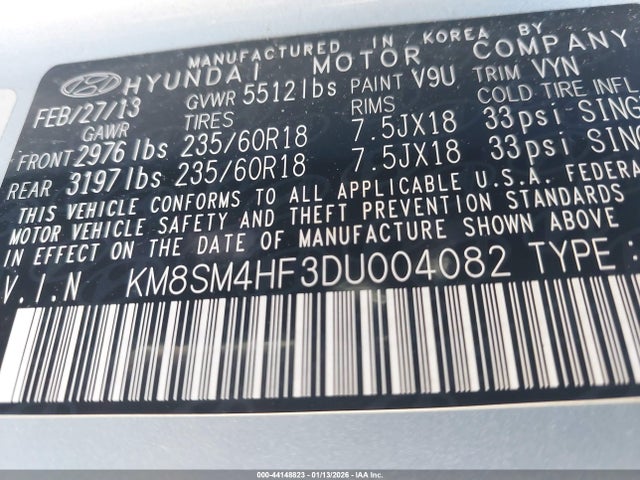 MANUFACTURED IN KOREA BY
HYUNDAI MOTOR COMPANY
FEB/27/13 GVWR 5512lbs PAINT V9U TRIM VYN
GAWR TIRES RIMS COLD TIRE INFL
FRONT 2976lbs 235/60R18 7.5JX18 33psi SING
REAR 3197lbs 235/60R18 7.5JX18 33psi SING
THIS VEHICLE CONFORMS TO ALL APPLICABLE U.S.A. FEDERA
MOTOR VEHICLE SAFETY AND THEFT PREVENTION STANDARDS
EFFECT ON THE DATE OF MANUFACTURE SHOWN ABOVE
V.I.N KM8SM4HF3DU004082 TYPE :
000-44148823 - 01/13/2026 - IAA Inc.